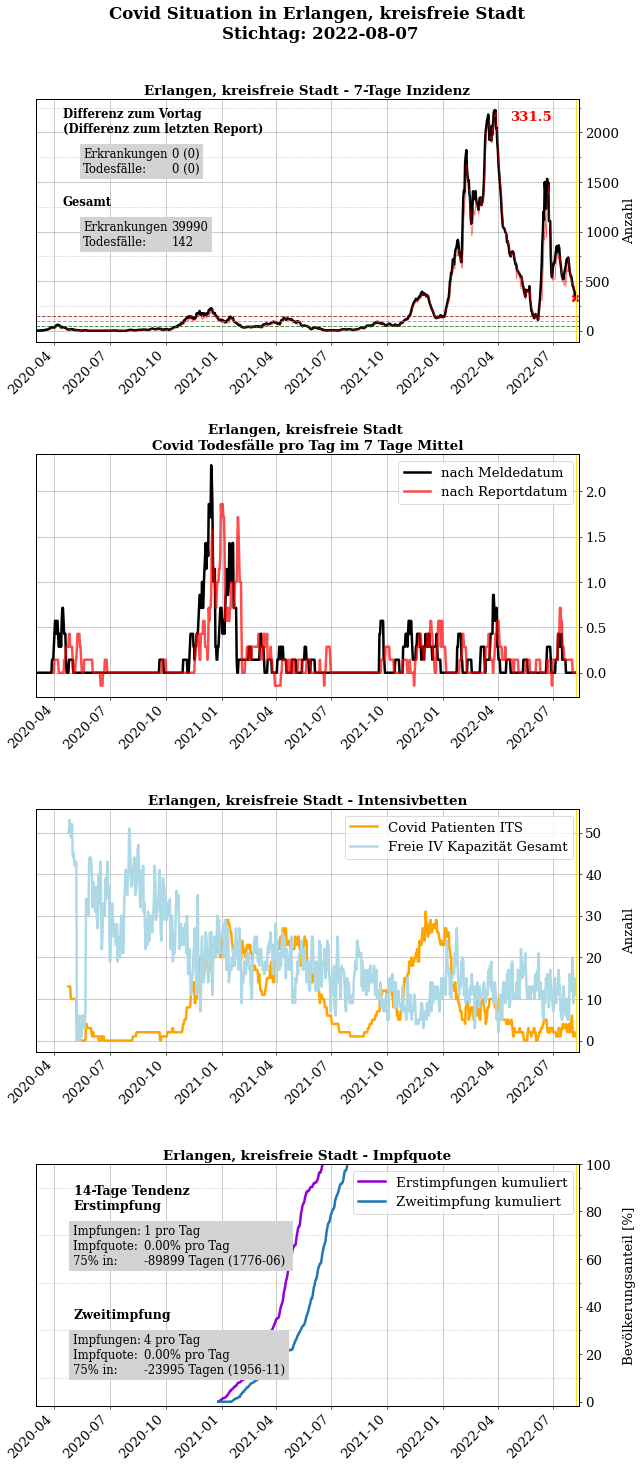 Covid Situation in Erlangen, kreisfreie Stadt
Stichtag: 2022-08-07
Erlangen, kreisfreie Stadt - 7-Tage Inzidenz
Differenz zum Vortag
(Differenz zum letzten Report)
Erkrankungen 0 (0)
Todesfälle: 0 (0)
Gesamt
Erkrankungen 39990
Todesfälle: 142
331.5
2000
1500
1000
500
0
Anzahl
2020-04
2020-07
2020-10
2021-01
2021-04
2021-07
2021-10
2022-01
2022-04
2022-07
Erlangen, kreisfreie Stadt
Covid Todesfälle pro Tag im 7 Tage Mittel
nach Meldedatum
nach Reportdatum
2.0
1.5
1.0
0.5
0.0
2020-04
2020-07
2020-10
2021-01
2021-04
2021-07
2021-10
2022-01
2022-04
2022-07
Erlangen, kreisfreie Stadt - Intensivbetten
Covid Patienten ITS
Freie IV Kapazität Gesamt
50
40
30
20
10
0
Anzahl
2020-04
2020-07
2020-10
2021-01
2021-04
2021-07
2021-10
2022-01
2022-04
2022-07
Erlangen, kreisfreie Stadt - Impfquote
14-Tage Tendenz
Erstimpfung
Impfungen: 1 pro Tag
Impfquote: 0.00% pro Tag
75% in: -89899 Tagen (1776-06)
Zweitimpfung
Impfungen: 4 pro Tag
Impfquote: 0.00% pro Tag
75% in: -23995 Tagen (1956-11)
Erstimpfungen kumuliert
Zweitimpfung kumuliert
100
80
60
40
20
0
Bevölkerungsanteil [%]
2020-04
2020-07
2020-10
2021-01
2021-04
2021-07
2021-10
2022-01
2022-04
2022-07